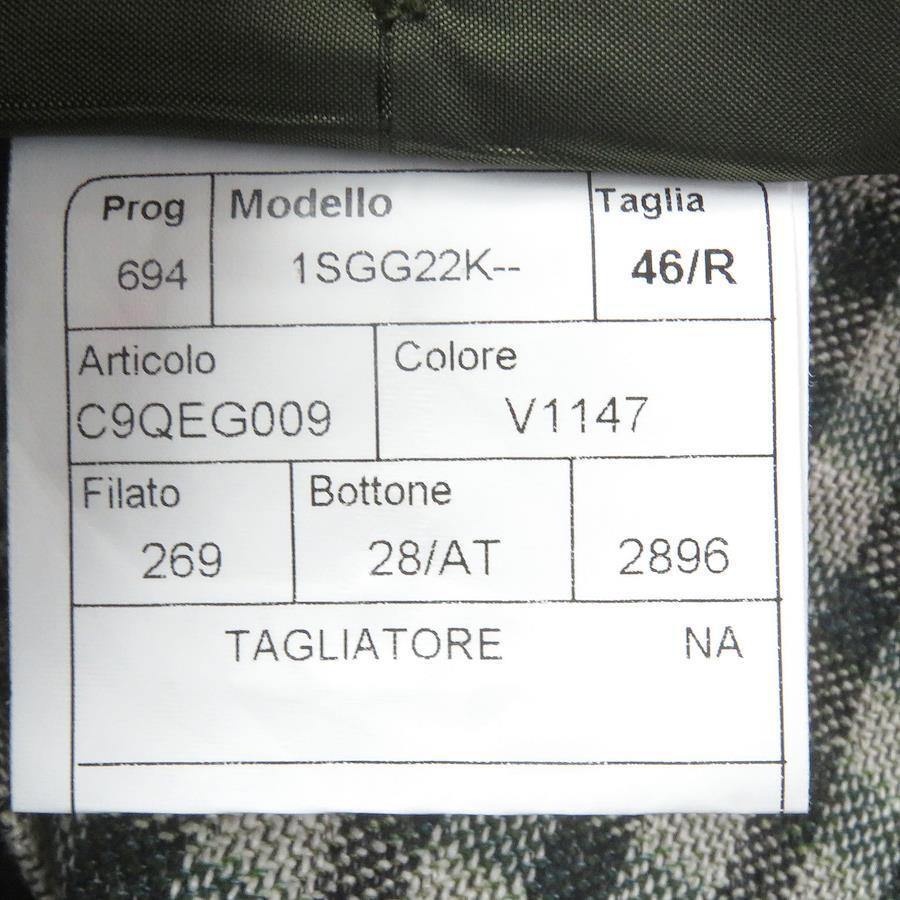 Prog Modello Taglia
694 1SGG22K-- 46/R
Articolo Colore
C9QEG009 V1147
Filato Bottone
269 28/AT 2896
TAGLIATORE NA